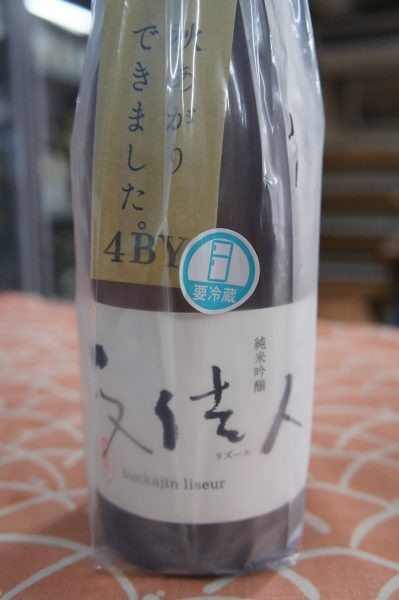 秋あがり
できました。
4BY
要冷蔵
純米吟醸
文佳人
リズール
bunkajin liseur